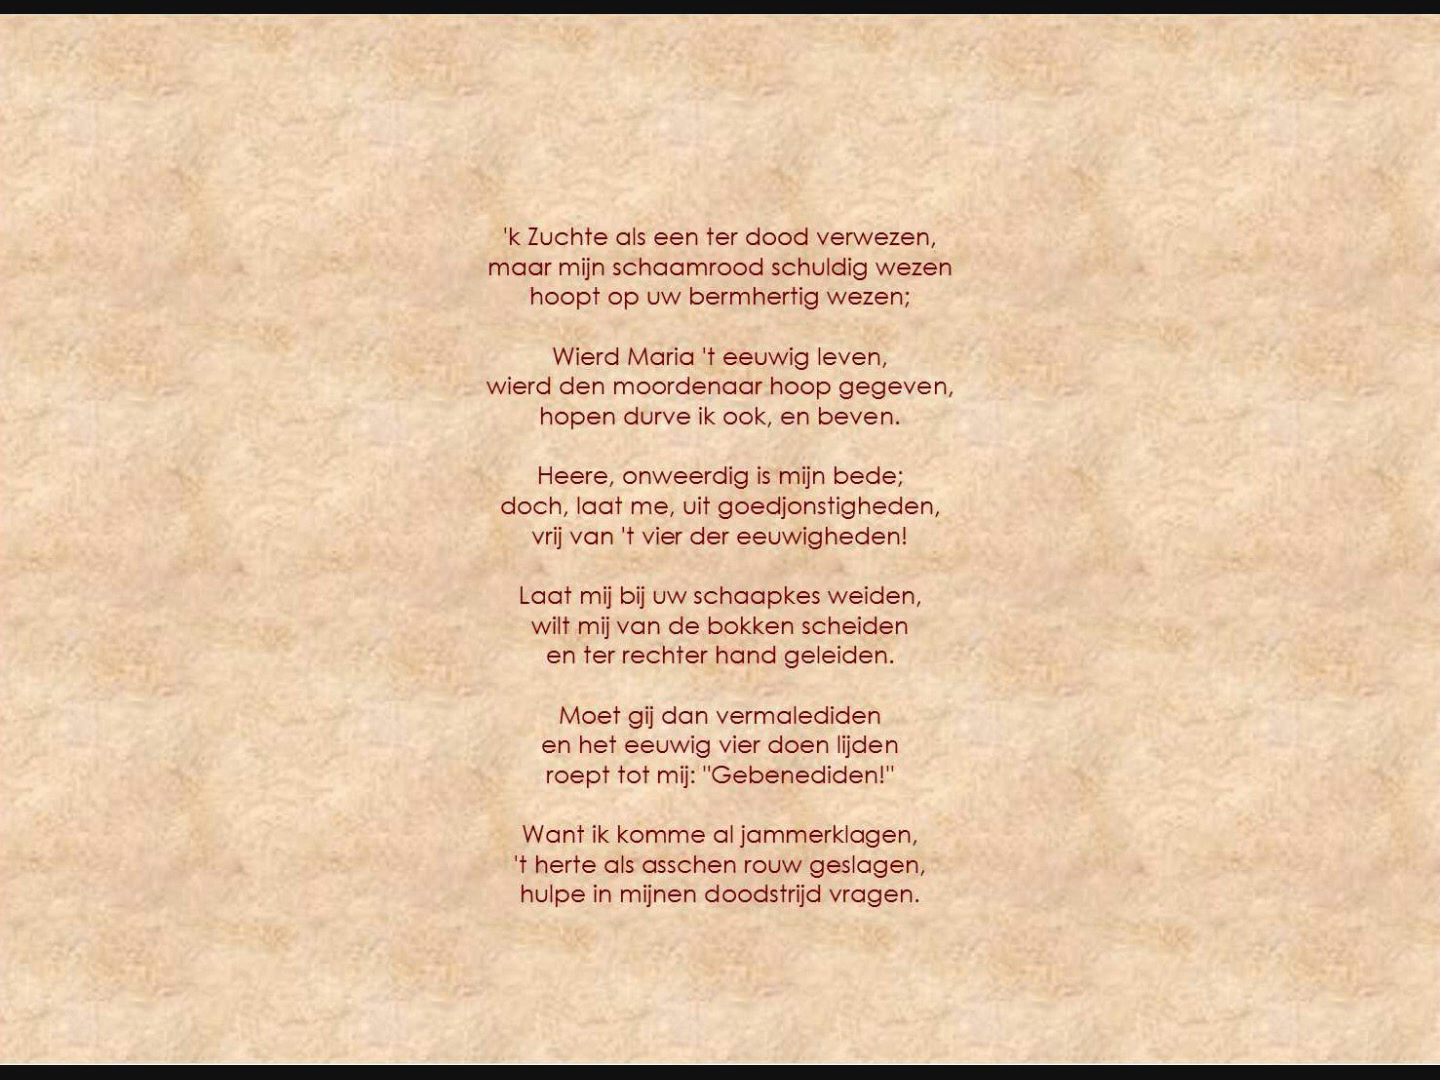 'k Zuchte als een ter dood verwezen,
maar mijn schaamrood schuldig wezen
hoopt op uw bermhertig wezen;
Wierd Maria 't eeuwig leven,
wierd den moordenaar hoop gegeven,
hopen durve ik ook, en beven.
Heere, onweerdig is mijn bede;
doch, laat me, uit goedjonstigheden,
vrij van 't vier der eeuwigheden!
Laat mij bij uw schaapkes weiden,
wilt mij van de bokken scheiden
en ter rechter hand geleiden.
Moet gij dan vermalediden
en het eeuwig vier doen lijden
roept tot mij: "Gebenediden!"
Want ik komme al jammerklagen,
't herte als asschen rouw geslagen,
hulpe in mijnen doodstrijd vragen.